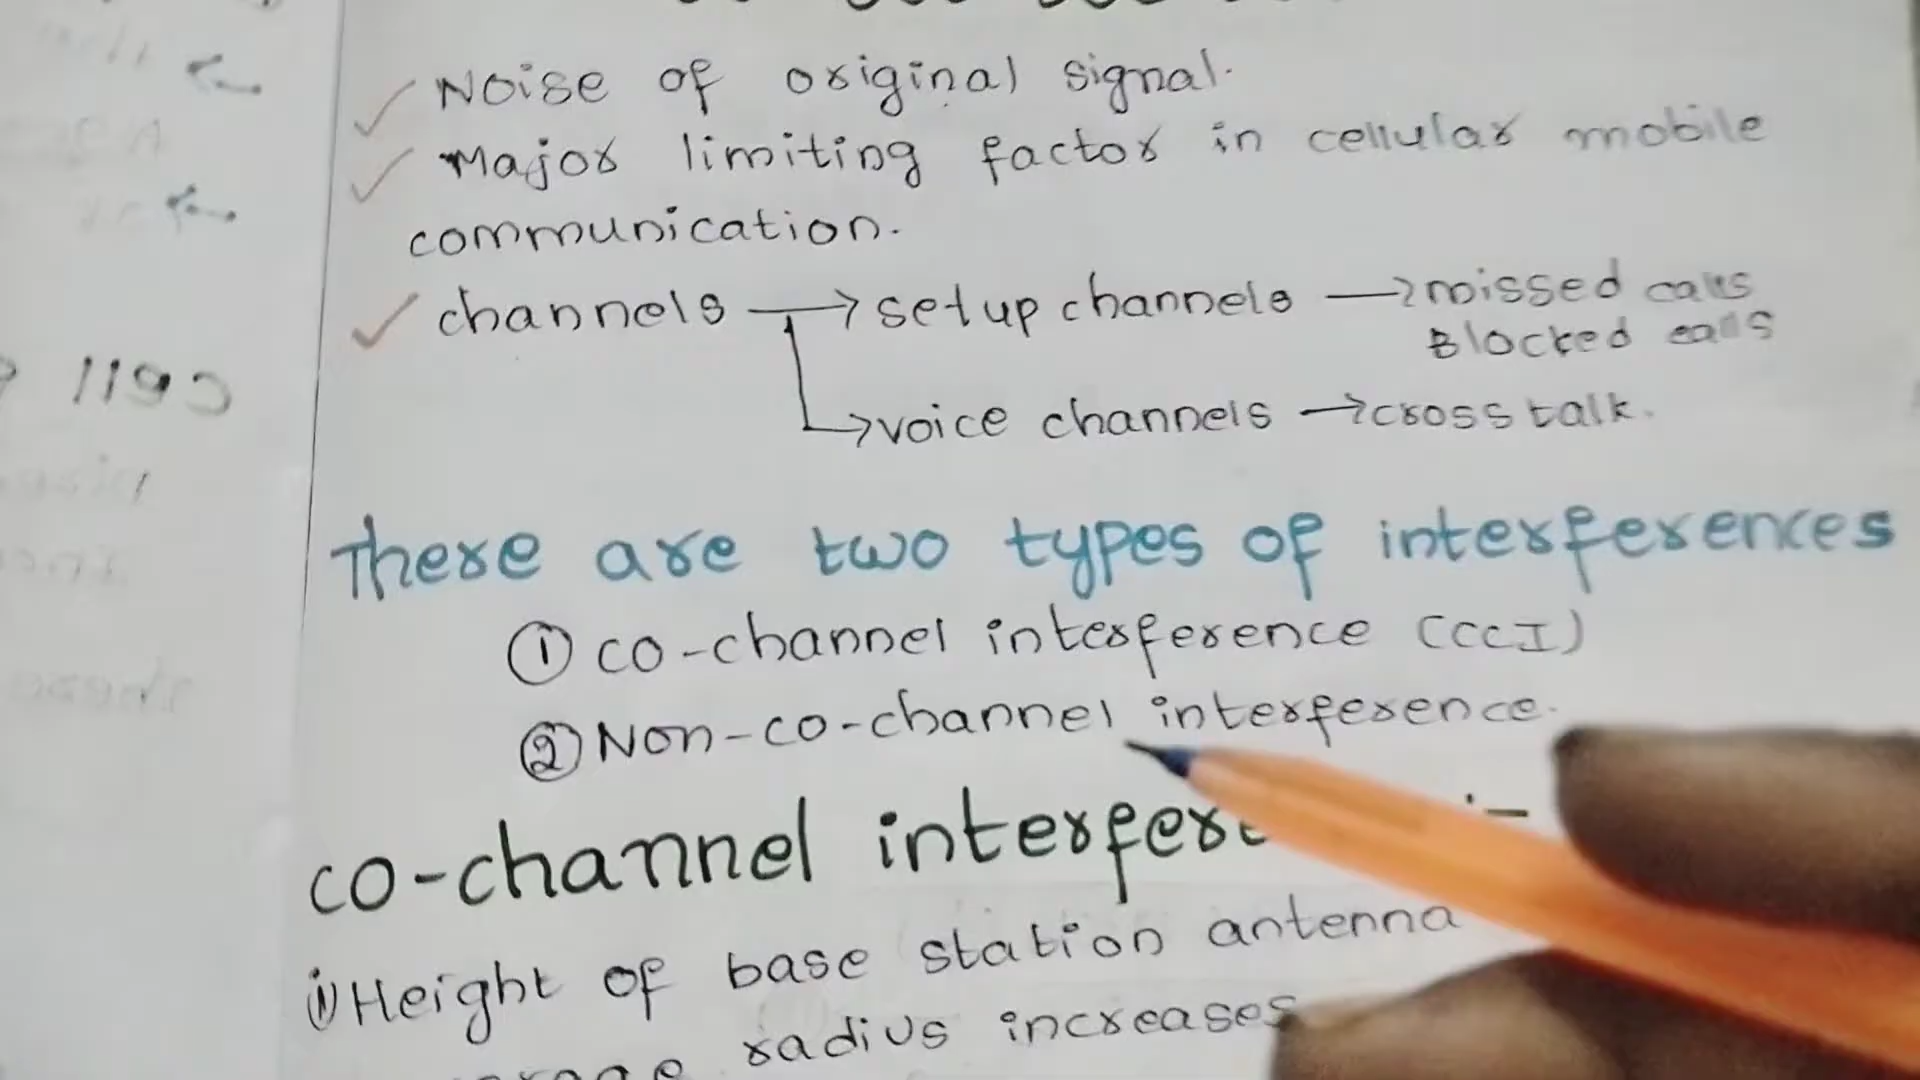 Noise of original signal.
Major limiting factor in cellular mobile
communication.
channels → setup channels → missed calls
Blocked calls
→ voice channels → cross talk.
There are two types of interferences
① co-channel interference (CCI)
② Non-co-channel interference.
co-channel
i) Height of base station antenna
radius increases